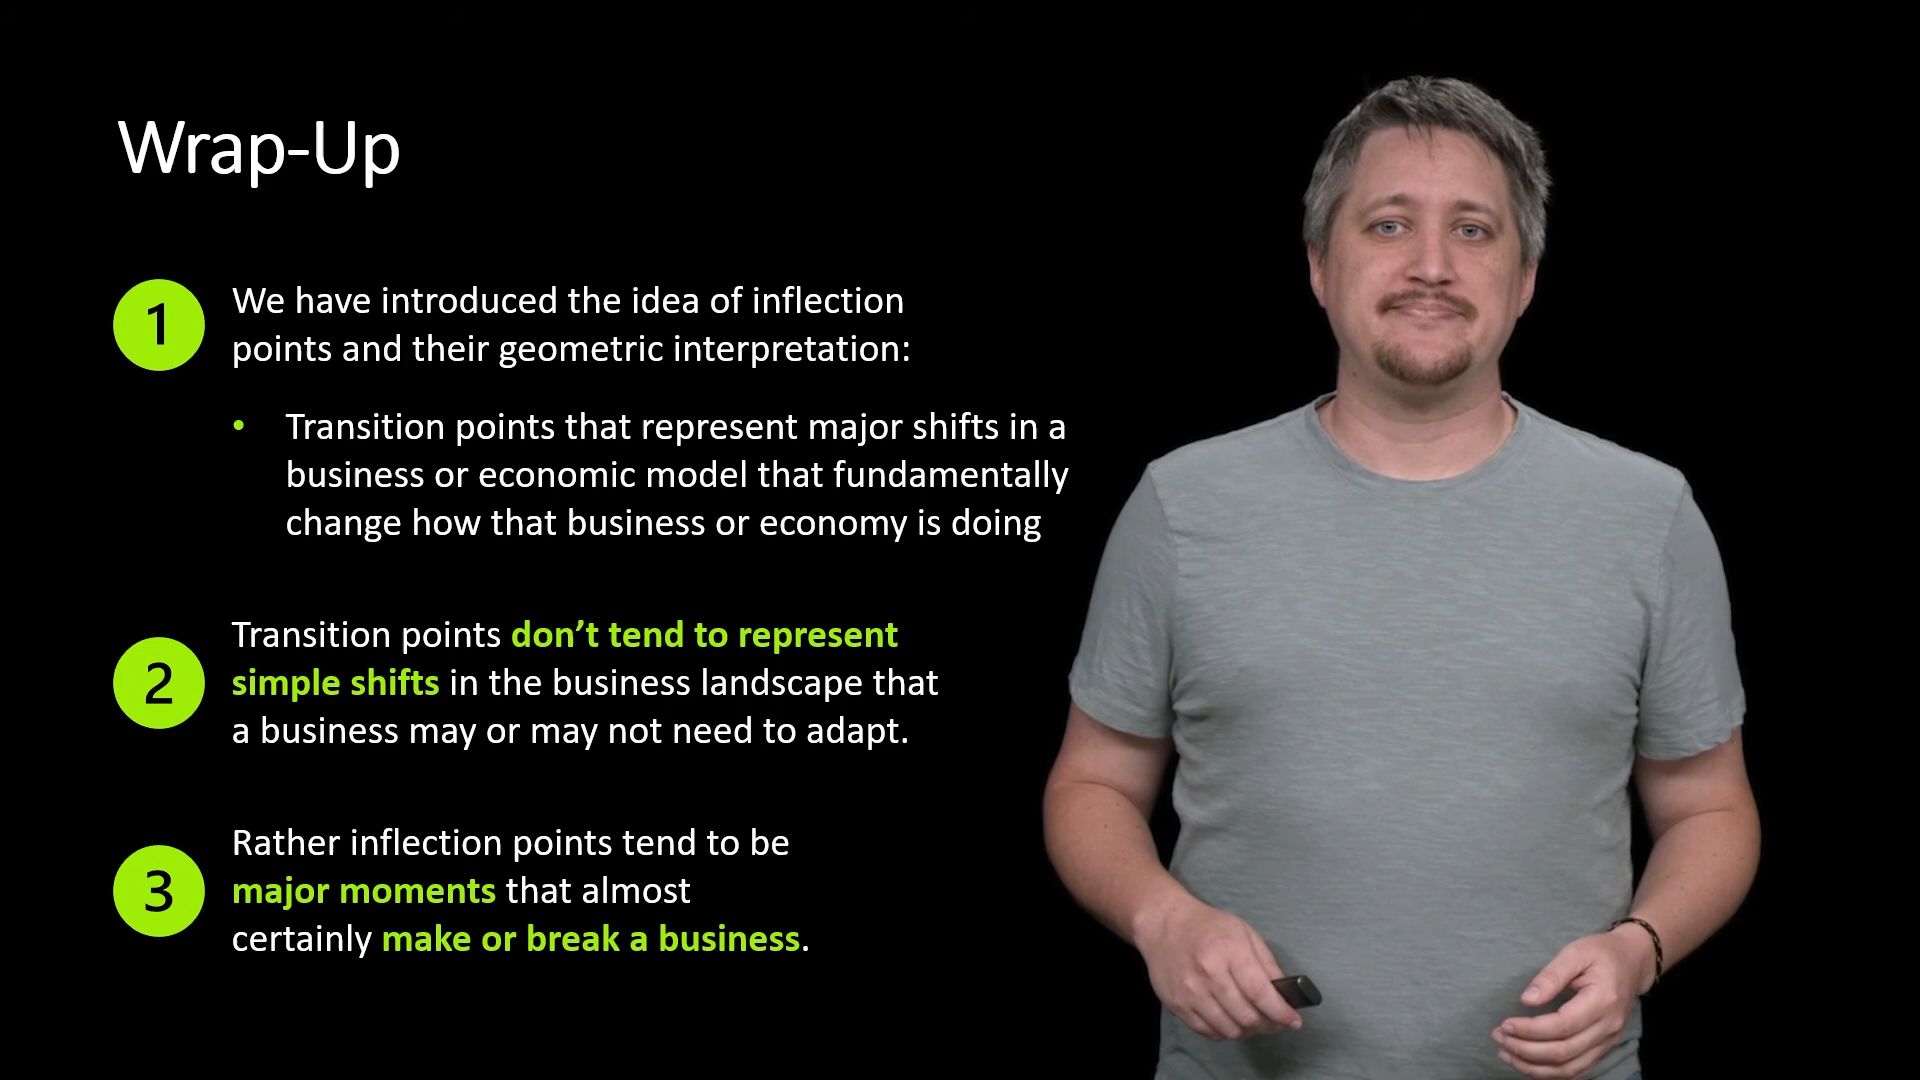 Wrap-Up
1
We have introduced the idea of inflection
points and their geometric interpretation:
• Transition points that represent major shifts in a
business or economic model that fundamentally
change how that business or economy is doing
2
Transition points don’t tend to represent
simple shifts in the business landscape that
a business may or may not need to adapt.
3
Rather inflection points tend to be
major moments that almost
certainly make or break a business.